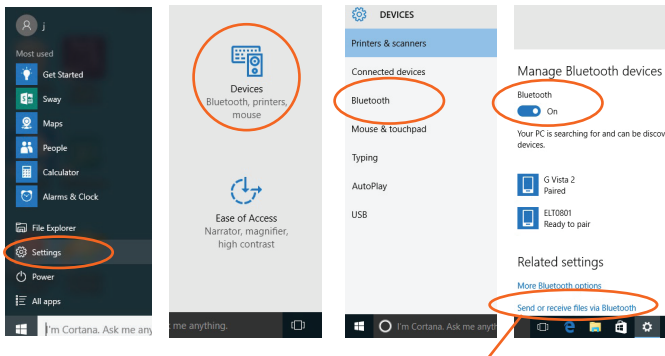 j
Most used
Get Started
Sway
Maps
People
Calculator
Alarms & Clock
File Explorer
Settings
Power
All apps
I'm Cortana. Ask me any
Devices
Bluetooth, printers,
mouse
Ease of Access
Narrator, magnifier,
high contrast
me anything.
DEVICES
Printers & scanners
Connected devices
Bluetooth
Mouse & touchpad
Typing
AutoPlay
USB
I'm Cortana. Ask me anyth
Manage Bluetooth devices
Bluetooth
On
Your PC is searching for and can be discov
devices.
G Vista 2
Paired
ELT0801
Ready to pair
Related settings
More Bluetooth options
Send or receive files via Bluetooth